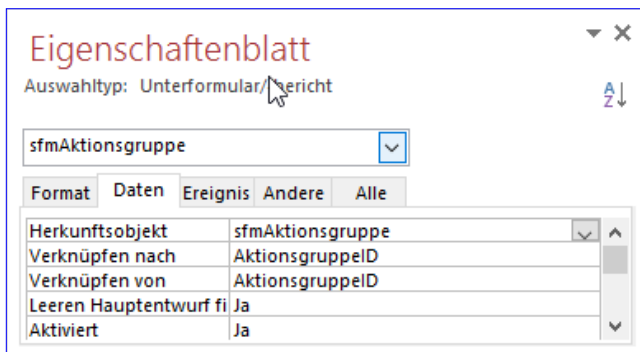 Eigenschaftenblatt
Auswahltyp: Unterformular/bericht
A
Z
sfmAktionsgruppe
Format Daten Ereignis Andere Alle
Herkunftsobjekt sfmAktionsgruppe
Verknüpfen nach AktionsgruppeID
Verknüpfen von AktionsgruppeID
Leeren Hauptentwurf fi Ja
Aktiviert Ja